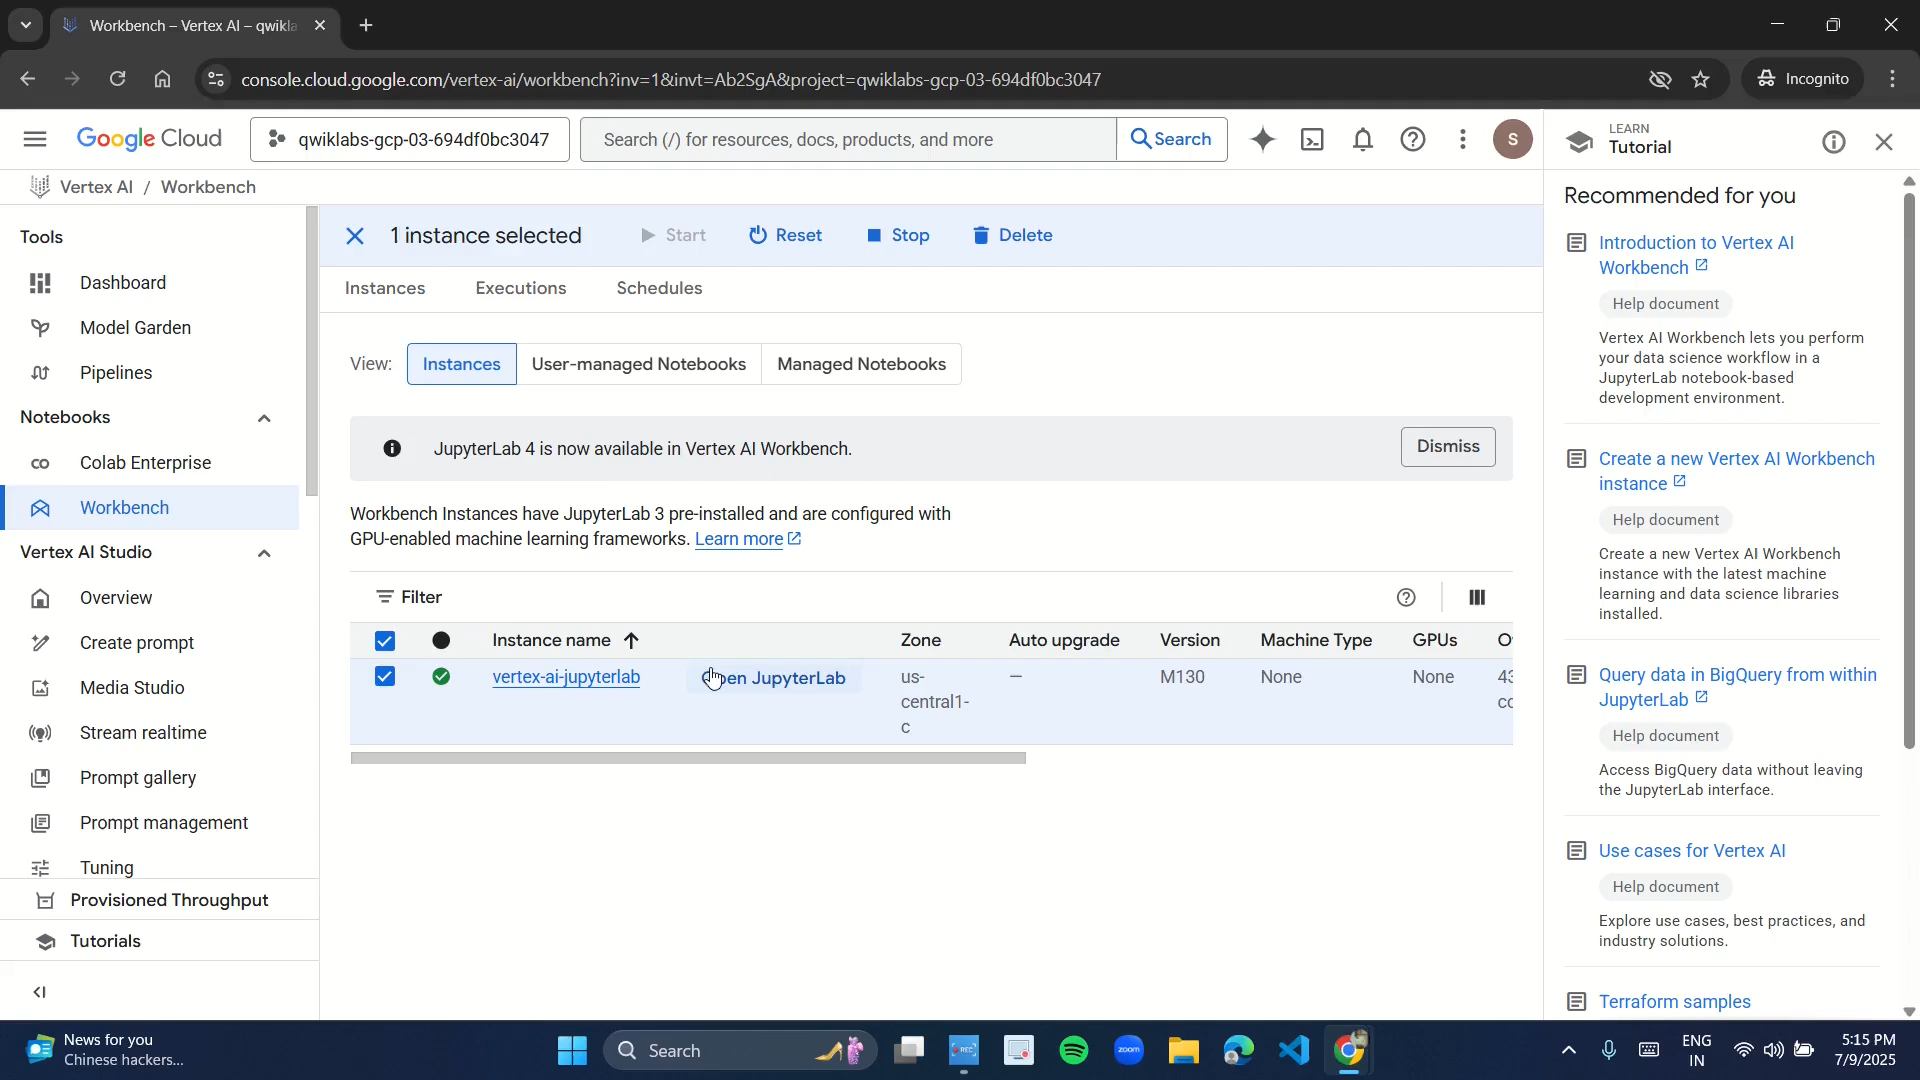 Workbench – Vertex AI – qwikla
console.cloud.google.com/vertex-ai/workbench?inv=1&invt=Ab2SgA&project=qwiklabs-gcp-03-694df0bc3047
Incognito
Google Cloud
qwiklabs-gcp-03-694df0bc3047
Search (/) for resources, docs, products, and more
Search
S
LEARN
Tutorial
Vertex AI / Workbench
Tools
Dashboard
Model Garden
Pipelines
Notebooks
Colab Enterprise
Workbench
Vertex AI Studio
Overview
Create prompt
Media Studio
Stream realtime
Prompt gallery
Prompt management
Tuning
Provisioned Throughput
Tutorials
1 instance selected
Start
Reset
Stop
Delete
Instances
Executions
Schedules
View:
Instances
User-managed Notebooks
Managed Notebooks
JupyterLab 4 is now available in Vertex AI Workbench.
Dismiss
Workbench Instances have JupyterLab 3 pre-installed and are configured with
GPU-enabled machine learning frameworks. Learn more
Filter
Instance name
Zone
Auto upgrade
Version
Machine Type
GPUs
vertex-ai-jupyterlab
Open JupyterLab
us-
central1-
c
–
M130
None
None
Recommended for you
Introduction to Vertex AI
Workbench
Help document
Vertex AI Workbench lets you perform
your data science workflow in a
JupyterLab notebook-based
development environment.
Create a new Vertex AI Workbench
instance
Help document
Create a new Vertex AI Workbench
instance with the latest machine
learning and data science libraries
installed.
Query data in BigQuery from within
JupyterLab
Help document
Access BigQuery data without leaving
the JupyterLab interface.
Use cases for Vertex AI
Help document
Explore use cases, best practices, and
industry solutions.
Terraform samples
News for you
Chinese hackers...
Search
REC
zoom
ENG
IN
5:15 PM
7/9/2025